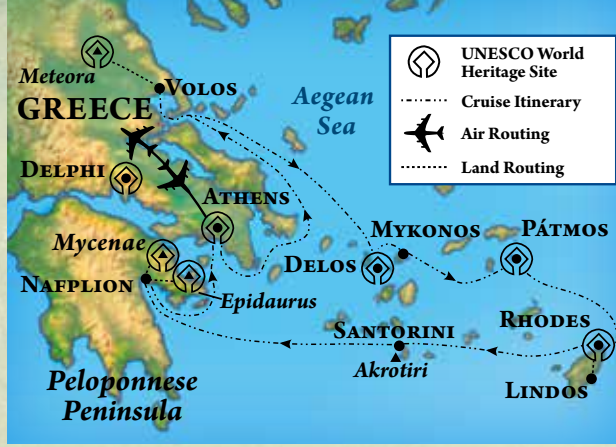 UNESCO World
Heritage Site
Cruise Itinerary
Air Routing
Land Routing
Meteora
VOLOS
GREECE
Aegean
Sea
DELPHI
ATHENS
Mycenae
MYKONOS
PÁTMOS
DELOS
NAFPLION
Epidaurus
SANTORINI
RHODES
Akrotiri
LINDOS
Peloponnese
Peninsula